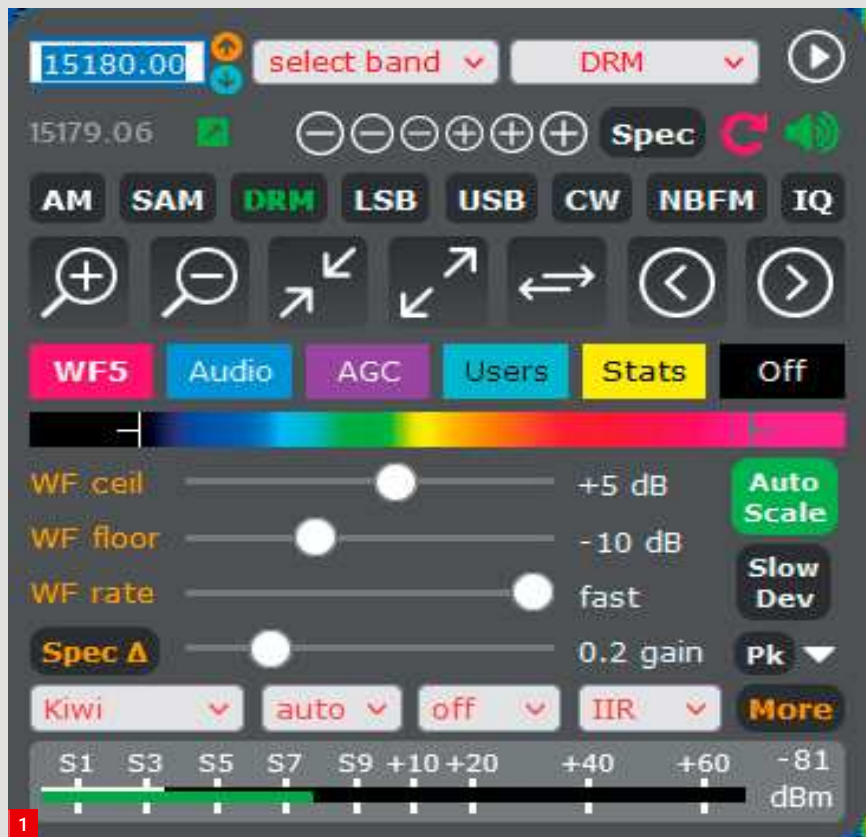 15180.00 select band DRM
15179.06 Spec
AM SAM DRM LSB USB CW NBFM IQ
WF5 Audio AGC Users Stats Off
WF ceil +5 dB Auto Scale
WF floor -10 dB
WF rate fast Slow Dev
Spec Δ 0.2 gain Pk
Kiwi auto off IIR More
S1 S3 S5 S7 S9 +10 +20 +40 +60 -81
dBm
1